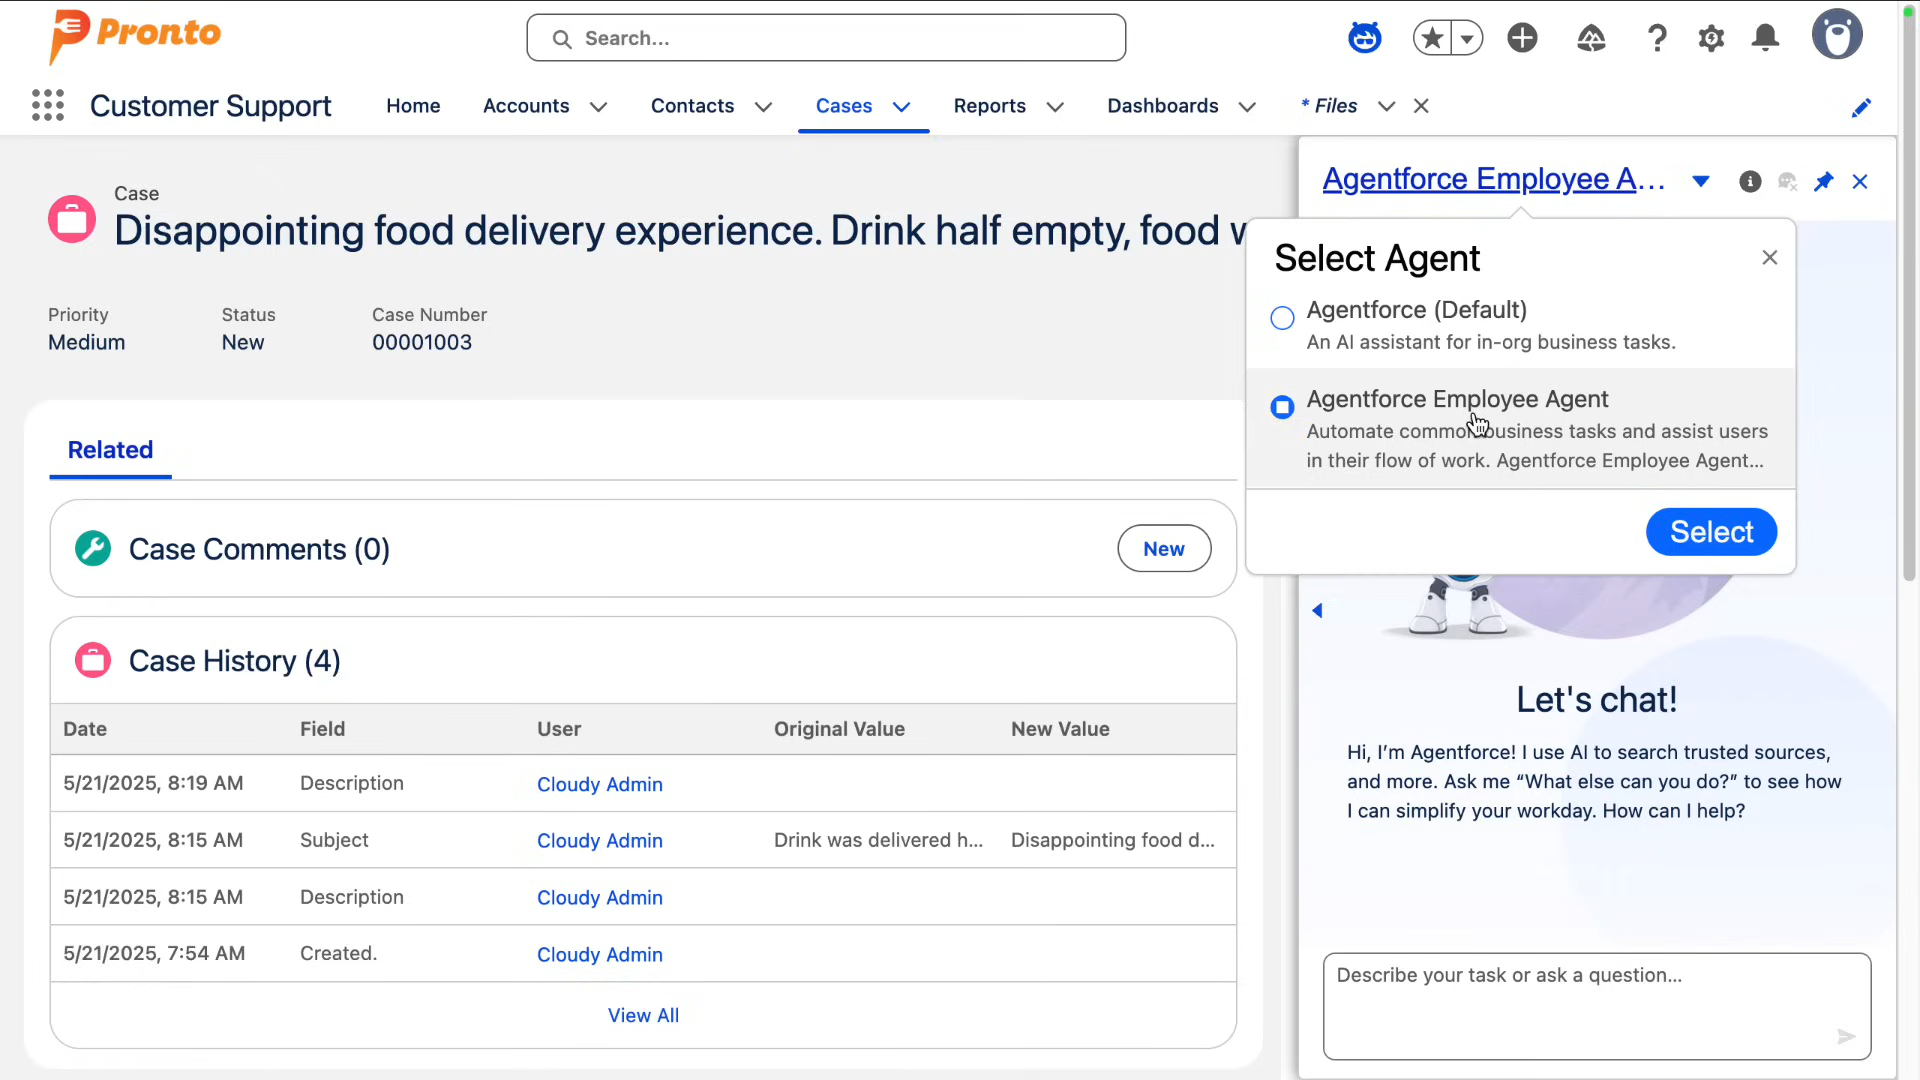 Pronto
Search...
Customer Support
Home
Accounts
Contacts
Cases
Reports
Dashboards
* Files
Case
Disappointing food delivery experience. Drink half empty, food w
Priority
Status
Case Number
Medium
New
00001003
Related
Case Comments (0)
New
Case History (4)
Date
Field
User
Original Value
New Value
5/21/2025, 8:19 AM
Description
Cloudy Admin
5/21/2025, 8:15 AM
Subject
Cloudy Admin
Drink was delivered h...
Disappointing food d...
5/21/2025, 8:15 AM
Description
Cloudy Admin
5/21/2025, 7:54 AM
Created.
Cloudy Admin
View All
Agentforce Employee A...
Select Agent
Agentforce (Default)
An AI assistant for in-org business tasks.
Agentforce Employee Agent
Automate common business tasks and assist users
in their flow of work. Agentforce Employee Agent...
Select
Let's chat!
Hi, I'm Agentforce! I use AI to search trusted sources,
and more. Ask me “What else can you do?” to see how
I can simplify your workday. How can I help?
Describe your task or ask a question...